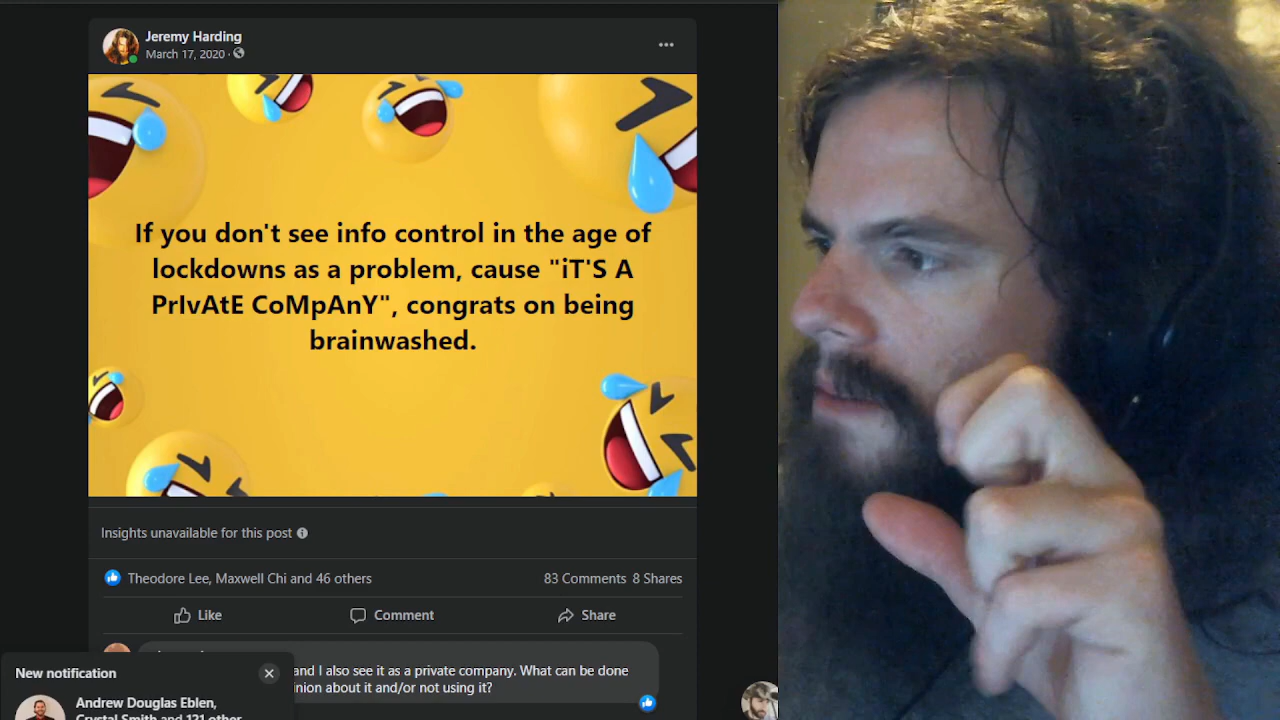 Jeremy Harding
March 17, 2020 ·
If you don't see info control in the age of
lockdowns as a problem, cause "iT'S A
PrIvAtE CoMpAnY", congrats on being
brainwashed.
Insights unavailable for this post
Theodore Lee, Maxwell Chi and 46 others
83 Comments 8 Shares
Like
Comment
Share
and I also see it as a private company. What can be done
inion about it and/or not using it?
New notification
Andrew Douglas Eblen,
Crystal Smith and 121 other